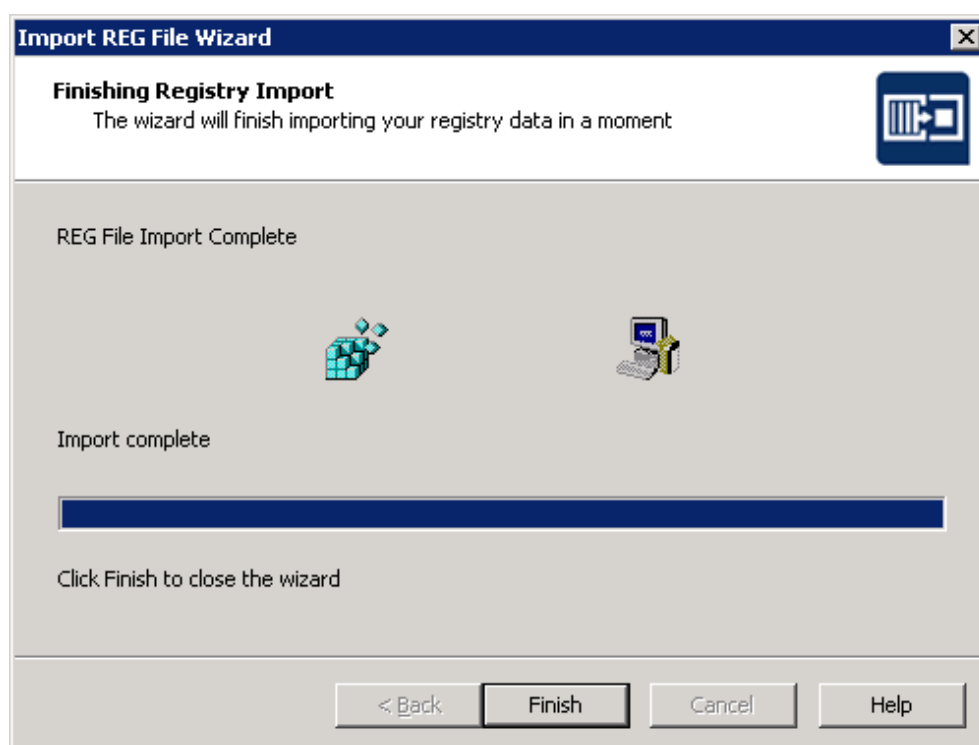 Import REG File Wizard
Finishing Registry Import
The wizard will finish importing your registry data in a moment
REG File Import Complete
Import complete
Click Finish to close the wizard
< Back
Finish
Cancel
Help